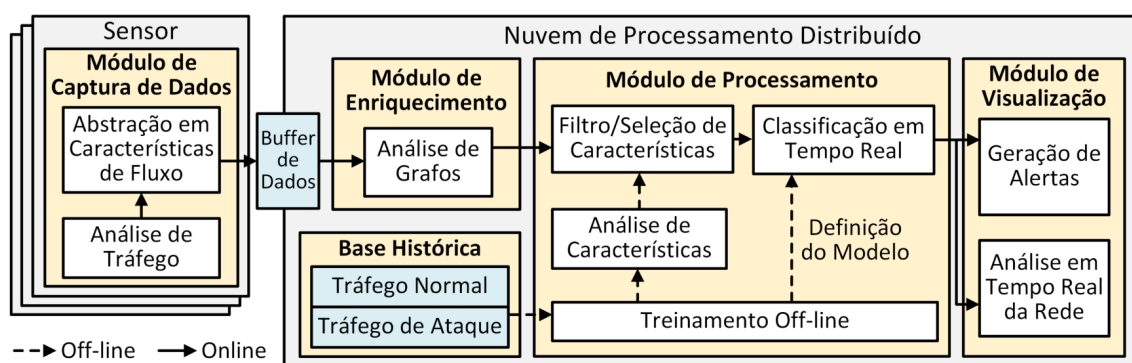 Sensor
Módulo de
Captura de Dados
Abstração em
Características
de Fluxo
Análise de
Tráfego
Buffer
de
Dados
Nuvem de Processamento Distribuído
Módulo de
Enriquecimento
Análise de
Grafos
Base Histórica
Tráfego Normal
Tráfego de Ataque
Módulo de Processamento
Filtro/Seleção de
Características
Classificação em
Tempo Real
Análise de
Características
Definição
do Modelo
Treinamento Off-line
Módulo de
Visualização
Geração de
Alertas
Análise em
Tempo Real
da Rede
Off-line
Online